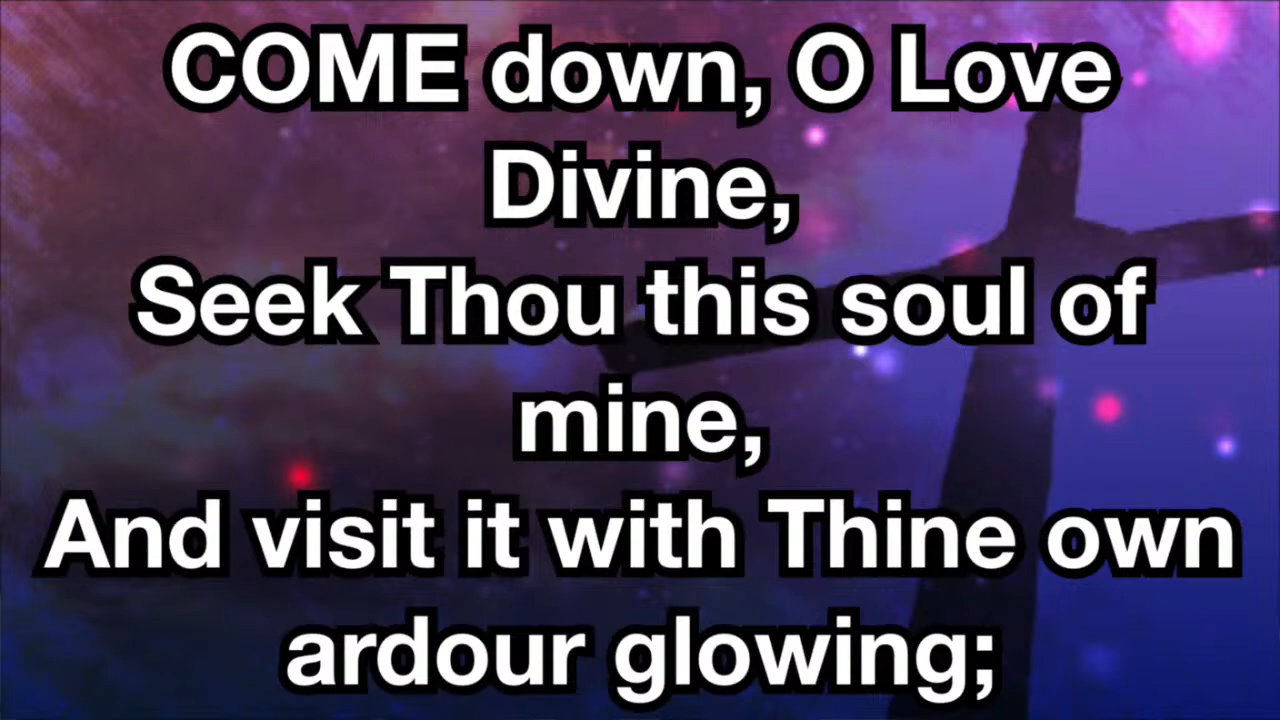 COME down, O Love
Divine,
Seek Thou this soul of
mine,
And visit it with Thine own
ardour glowing;